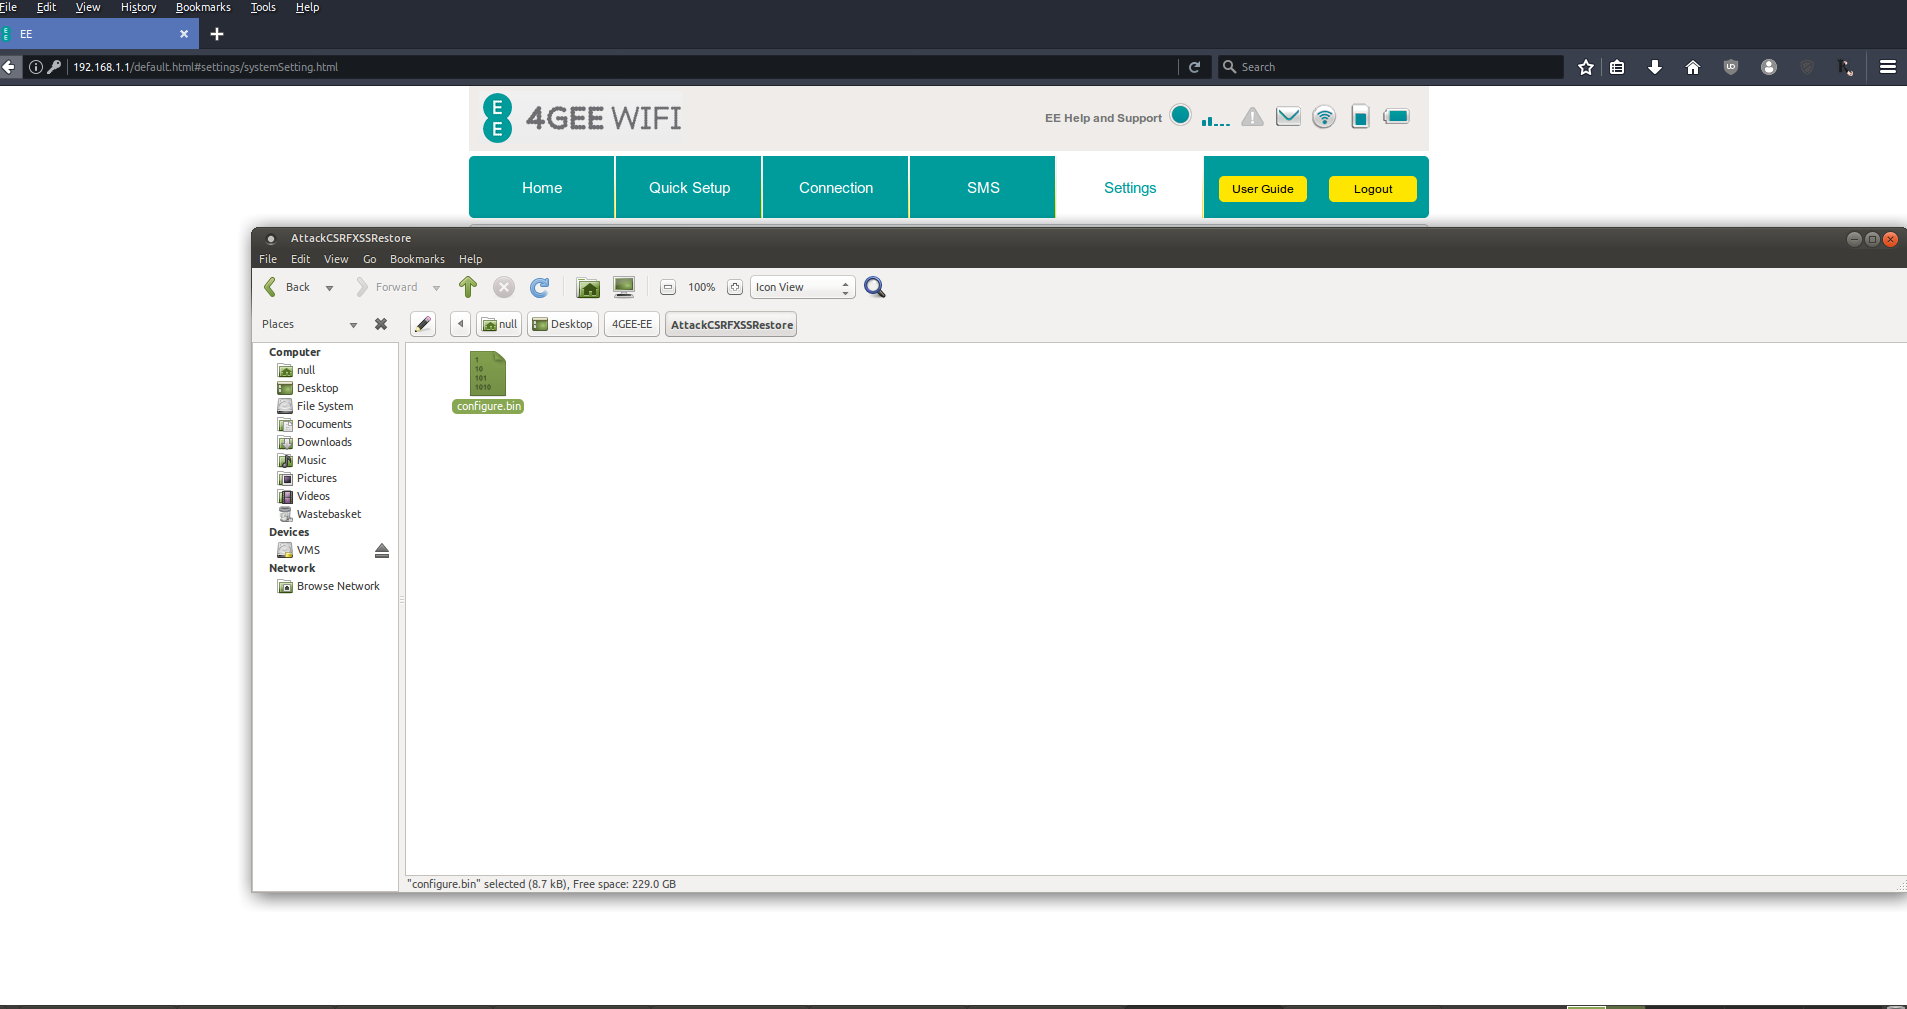 File Edit View History Bookmarks Tools Help
EE
192.168.1.1/default.html#settings/systemSetting.html
Search
E
E
4GEE WIFI
EE Help and Support
Home Quick Setup Connection SMS Settings User Guide Logout
AttackCSRFXSSRestore
File Edit View Go Bookmarks Help
Back Forward 100% Icon View
Places null Desktop 4GEE-EE AttackCSRFXSSRestore
Computer
null
Desktop
File System
Documents
Downloads
Music
Pictures
Videos
Wastebasket
Devices
VMS
Network
Browse Network
1
10
101
1010
configure.bin
"configure.bin" selected (8.7 kB), Free space: 229.0 GB